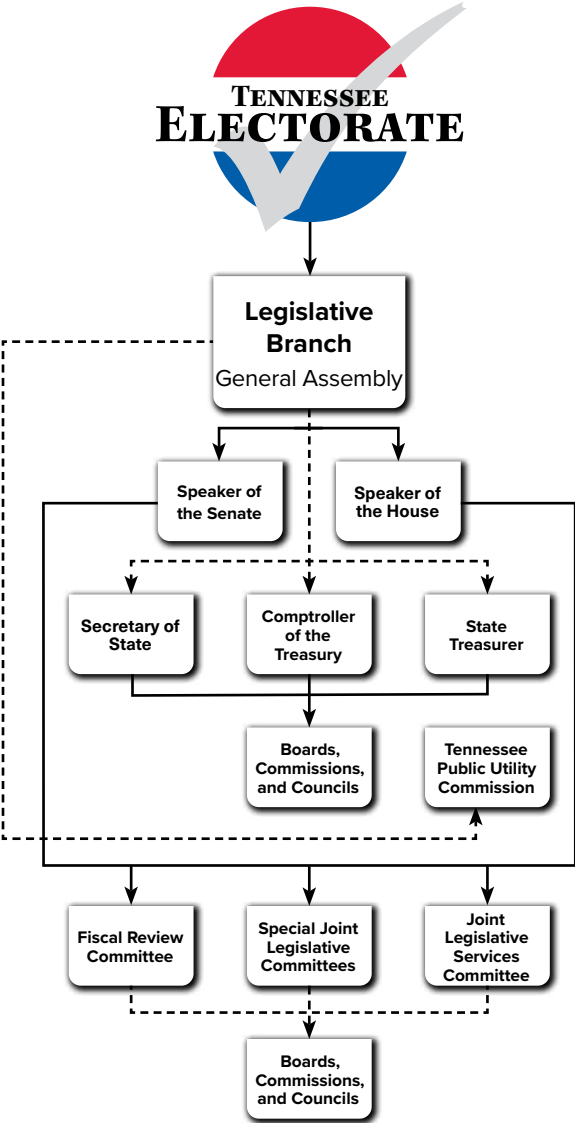 TENNESSEE
ELECTORATE
Legislative
Branch
General Assembly
Speaker of
the Senate
Speaker of
the House
Secretary of
State
Comptroller
of the
Treasury
State
Treasurer
Boards,
Commissions,
and Councils
Tennessee
Public Utility
Commission
Fiscal Review
Committee
Special Joint
Legislative
Committees
Joint
Legislative
Services
Committee
Boards,
Commissions,
and Councils